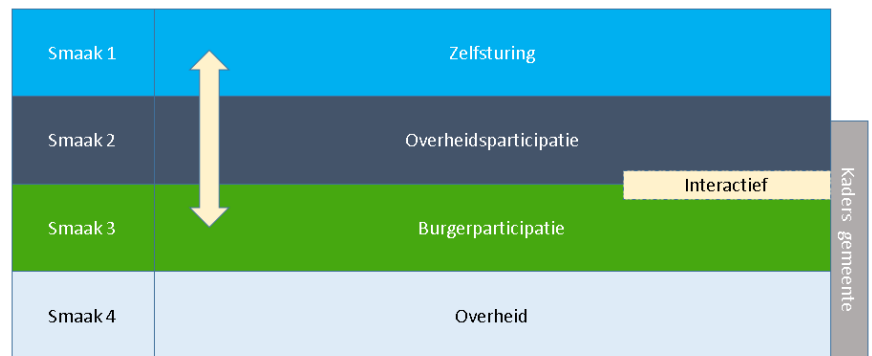 Smaak 1 Zelfsturing
Smaak 2 Overheidsparticipatie
Interactief
Smaak 3 Burgerparticipatie
Smaak 4 Overheid
Kaders gemeente